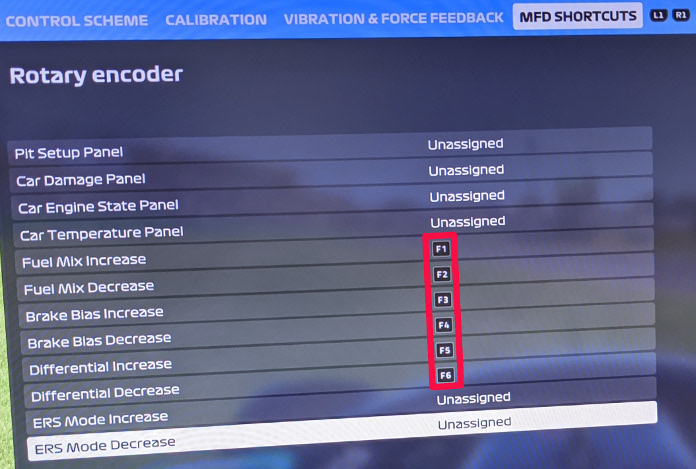 CONTROL SCHEME CALIBRATION VIBRATION & FORCE FEEDBACK MFD SHORTCUTS L1 R1
Rotary encoder
Pit Setup Panel Unassigned
Car Damage Panel Unassigned
Car Engine State Panel Unassigned
Car Temperature Panel Unassigned
Fuel Mix Increase F1
Fuel Mix Decrease F2
Brake Bias Increase F3
Brake Bias Decrease F4
Differential Increase F5
Differential Decrease F6
ERS Mode Increase Unassigned
ERS Mode Decrease Unassigned